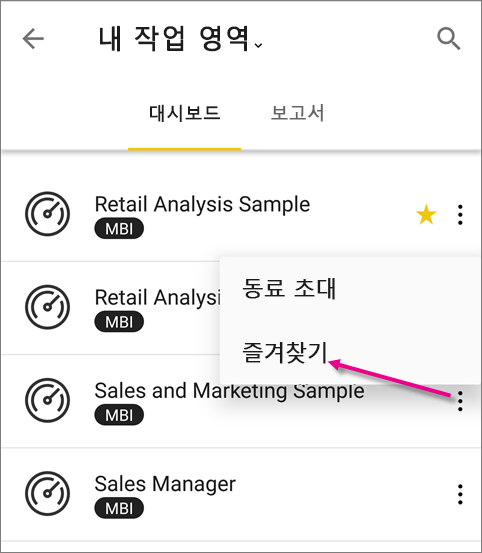 내 작업 영역
대시보드 보고서
Retail Analysis Sample
MBI
Retail Analysi
MBI
동료 초대
즐겨찾기
Sales and Marketing Sample
MBI
Sales Manager
MBI